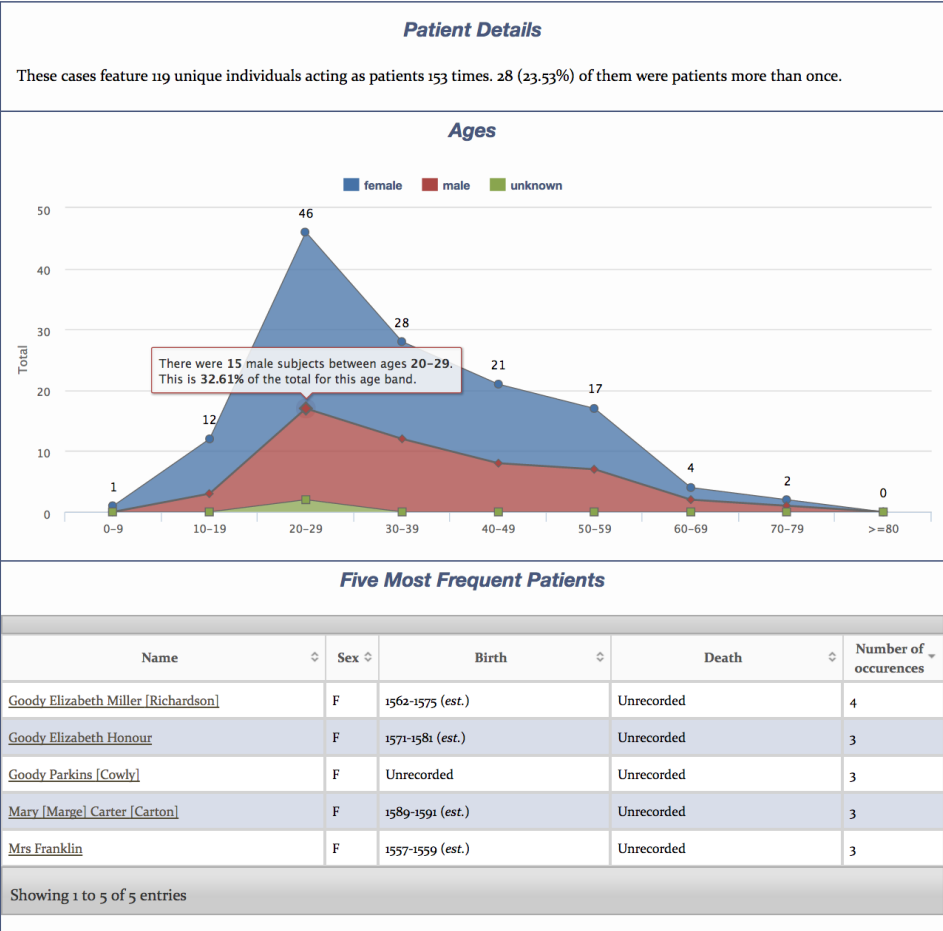 Patient Details
These cases feature 119 unique individuals acting as patients 153 times. 28 (23.53%) of them were patients more than once.
Ages
female male unknown
50
46
40
30
28
Total
There were 15 male subjects between ages 20-29.
This is 32.61% of the total for this age band.
21
20
17
12
10
4
2
1
0
0
0-9 10-19 20-29 30-39 40-49 50-59 60-69 70-79 >=80
Five Most Frequent Patients
Name Sex Birth Death Number of occurences
Goody Elizabeth Miller [Richardson] F 1562-1575 (est.) Unrecorded 4
Goody Elizabeth Honour F 1571-1581 (est.) Unrecorded 3
Goody Parkins [Cowly] F Unrecorded Unrecorded 3
Mary [Marge] Carter [Carton] F 1589-1591 (est.) Unrecorded 3
Mrs Franklin F 1557-1559 (est.) Unrecorded 3
Showing 1 to 5 of 5 entries